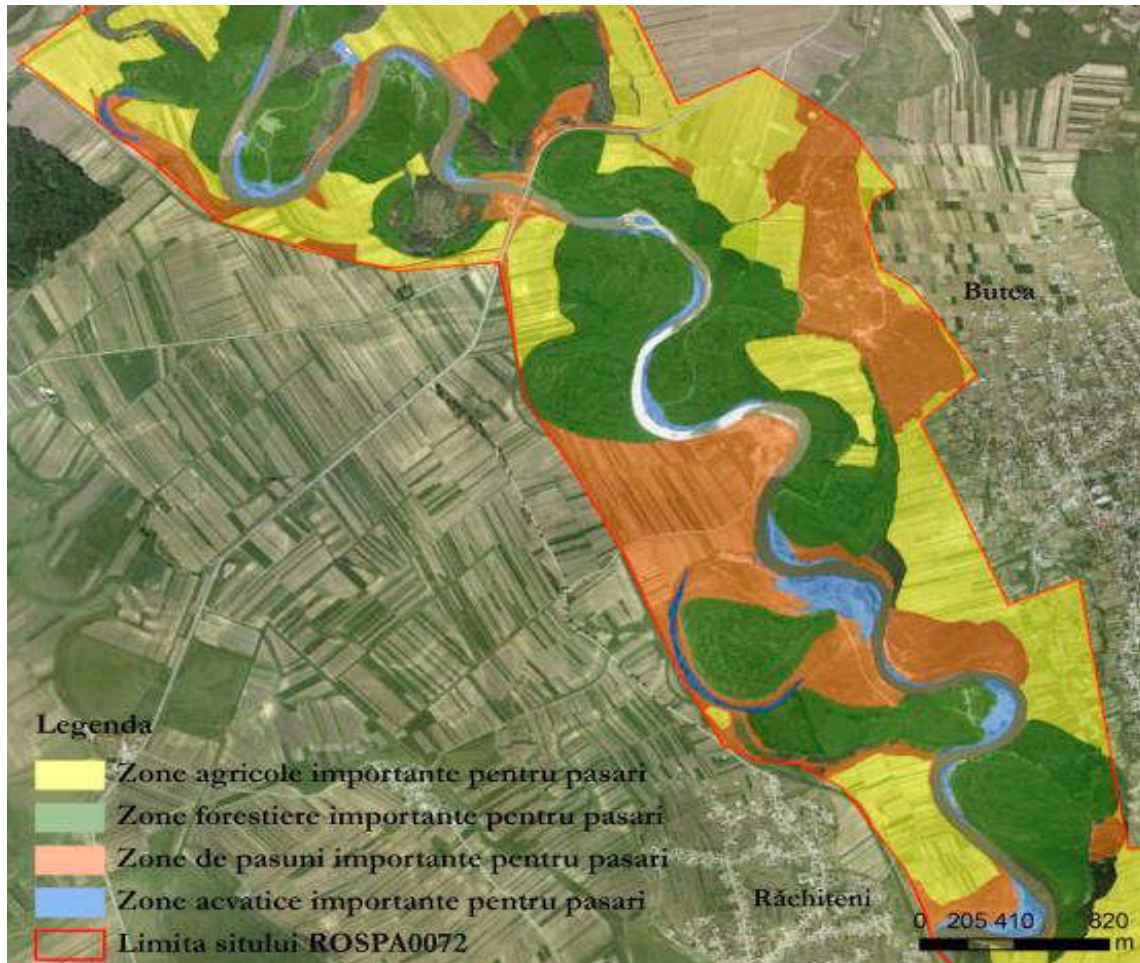 Butea
Legenda
Zone agricole importante pentru pasari
Zone forestiere importante pentru pasari
Zone de pasuni importante pentru pasari
Zone acvatice importante pentru pasari
Limita sitului ROSPA0072
Răchiteni
0 205 410 820
m